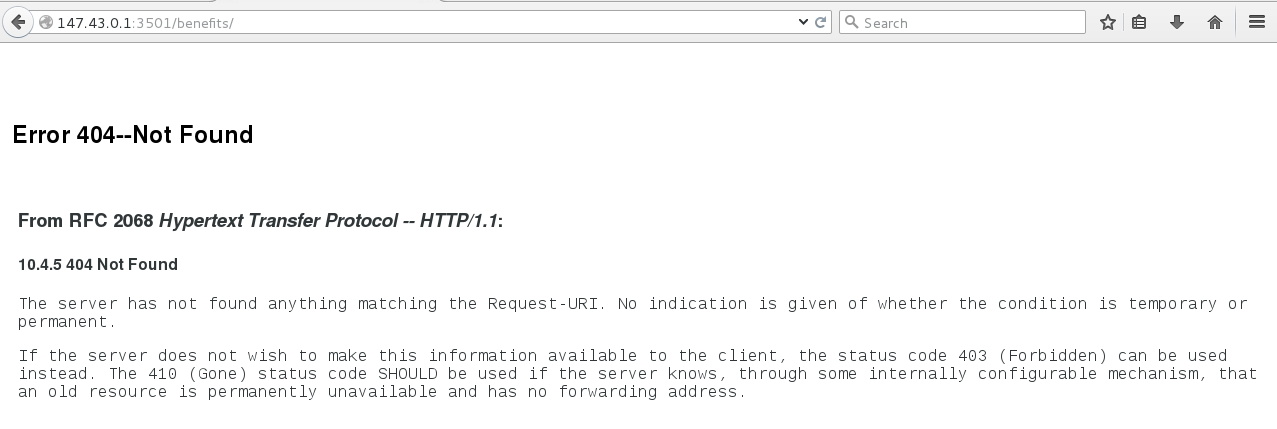 147.43.0.1:3501/benefits/
Search
Error 404--Not Found
From RFC 2068 Hypertext Transfer Protocol -- HTTP/1.1:
10.4.5 404 Not Found
The server has not found anything matching the Request-URI. No indication is given of whether the condition is temporary or
permanent.
If the server does not wish to make this information available to the client, the status code 403 (Forbidden) can be used
instead. The 410 (Gone) status code SHOULD be used if the server knows, through some internally configurable mechanism, that
an old resource is permanently unavailable and has no forwarding address.